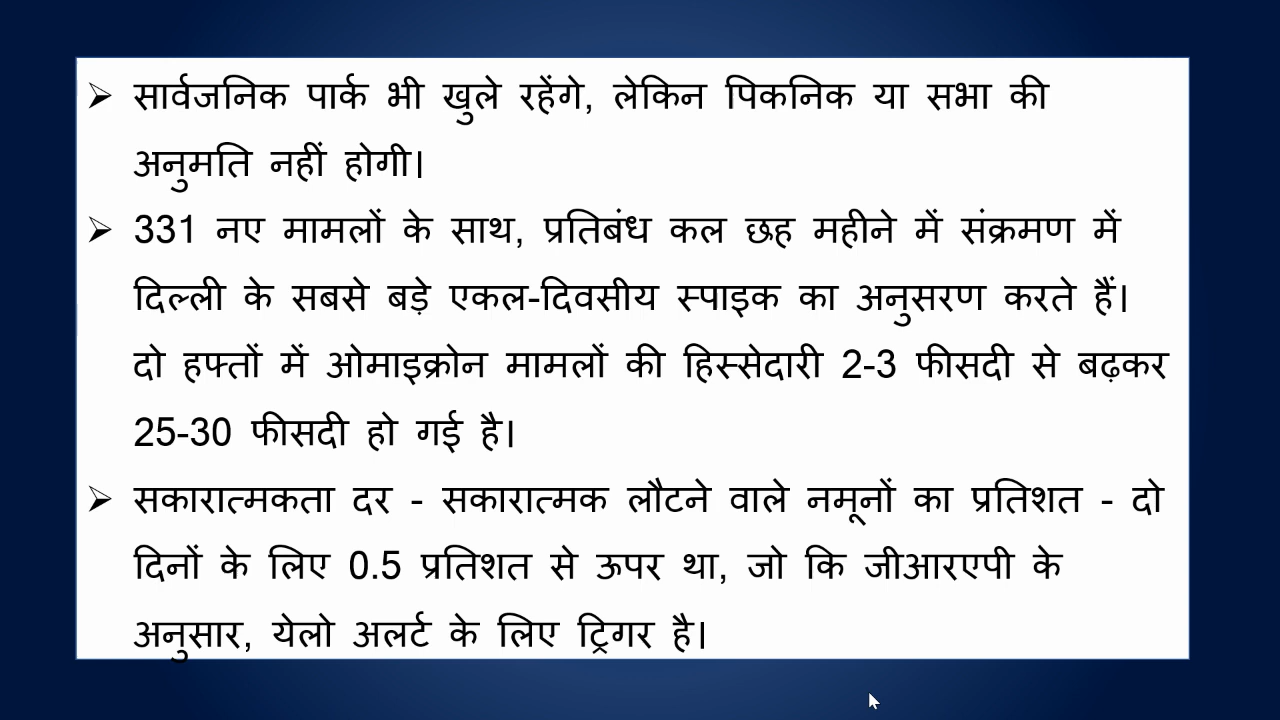 ➢ सार्वजनिक पार्क भी खुले रहेंगे, लेकिन पिकनिक या सभा की
अनुमति नहीं होगी।
➢ 331 नए मामलों के साथ, प्रतिबंध कल छह महीने में संक्रमण में
दिल्ली के सबसे बड़े एकल-दिवसीय स्पाइक का अनुसरण करते हैं।
दो हफ्तों में ओमाइक्रोन मामलों की हिस्सेदारी 2-3 फीसदी से बढ़कर
25-30 फीसदी हो गई है।
➢ सकारात्मकता दर - सकारात्मक लौटने वाले नमूनों का प्रतिशत - दो
दिनों के लिए 0.5 प्रतिशत से ऊपर था, जो कि जीआरएपी के
अनुसार, येलो अलर्ट के लिए ट्रिगर है।